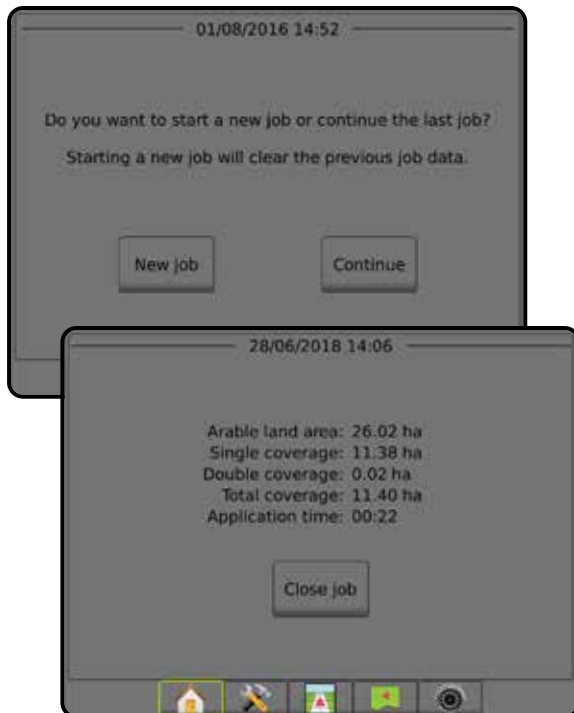 01/08/2016 14:52
Do you want to start a new job or continue the last job?
Starting a new job will clear the previous job data.
New job
Continue
28/06/2018 14:06
Arable land area: 26.02 ha
Single coverage: 11.38 ha
Double coverage: 0.02 ha
Total coverage: 11.40 ha
Application time: 00:22
Close job